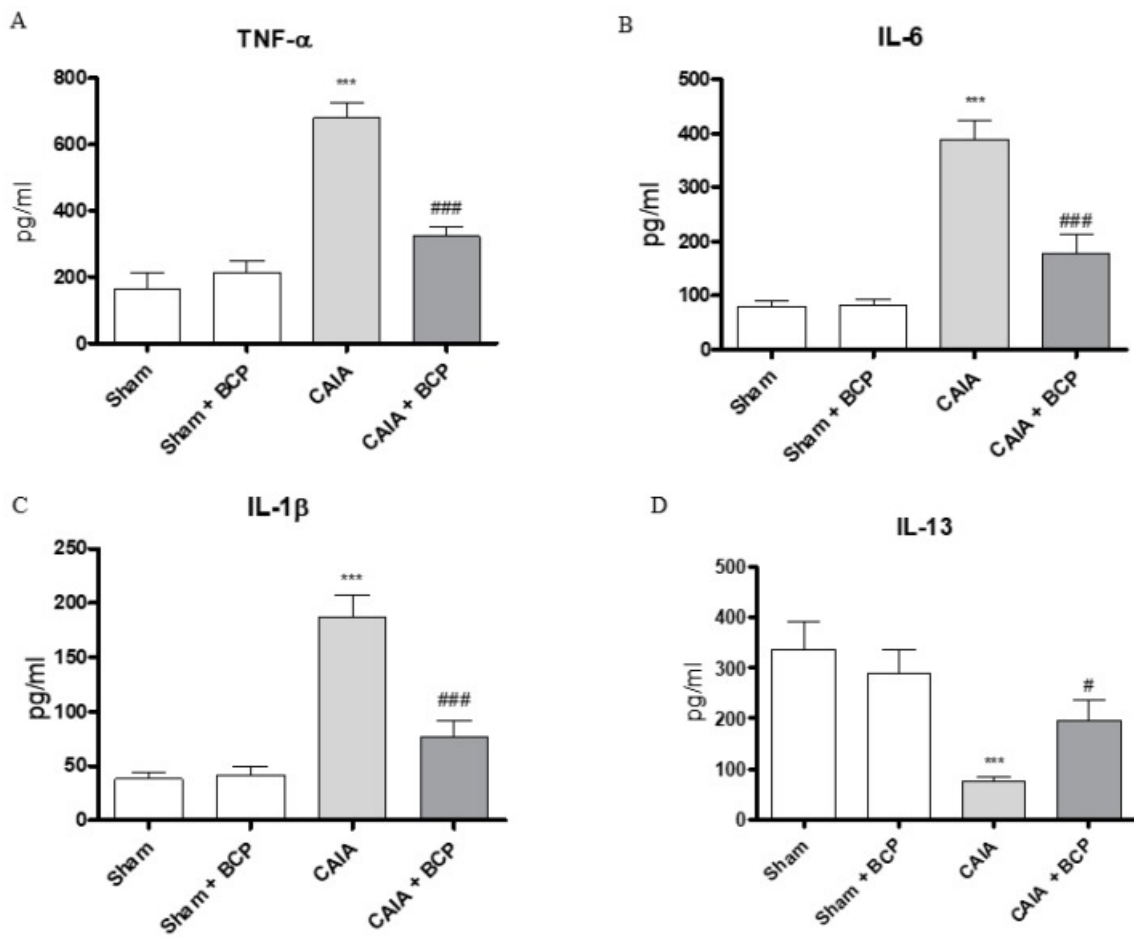 A
TNF-α
pg/ml
800
600
400
200
0
***
###
Sham
Sham + BCP
CAIA
CAIA + BCP
B
IL-6
pg/ml
500
400
300
200
100
0
***
###
Sham
Sham + BCP
CAIA
CAIA + BCP
C
IL-1β
pg/ml
250
200
150
100
50
0
***
###
Sham
Sham + BCP
CAIA
CAIA + BCP
D
IL-13
pg/ml
500
400
300
200
100
0
***
#
Sham
Sham + BCP
CAIA
CAIA + BCP